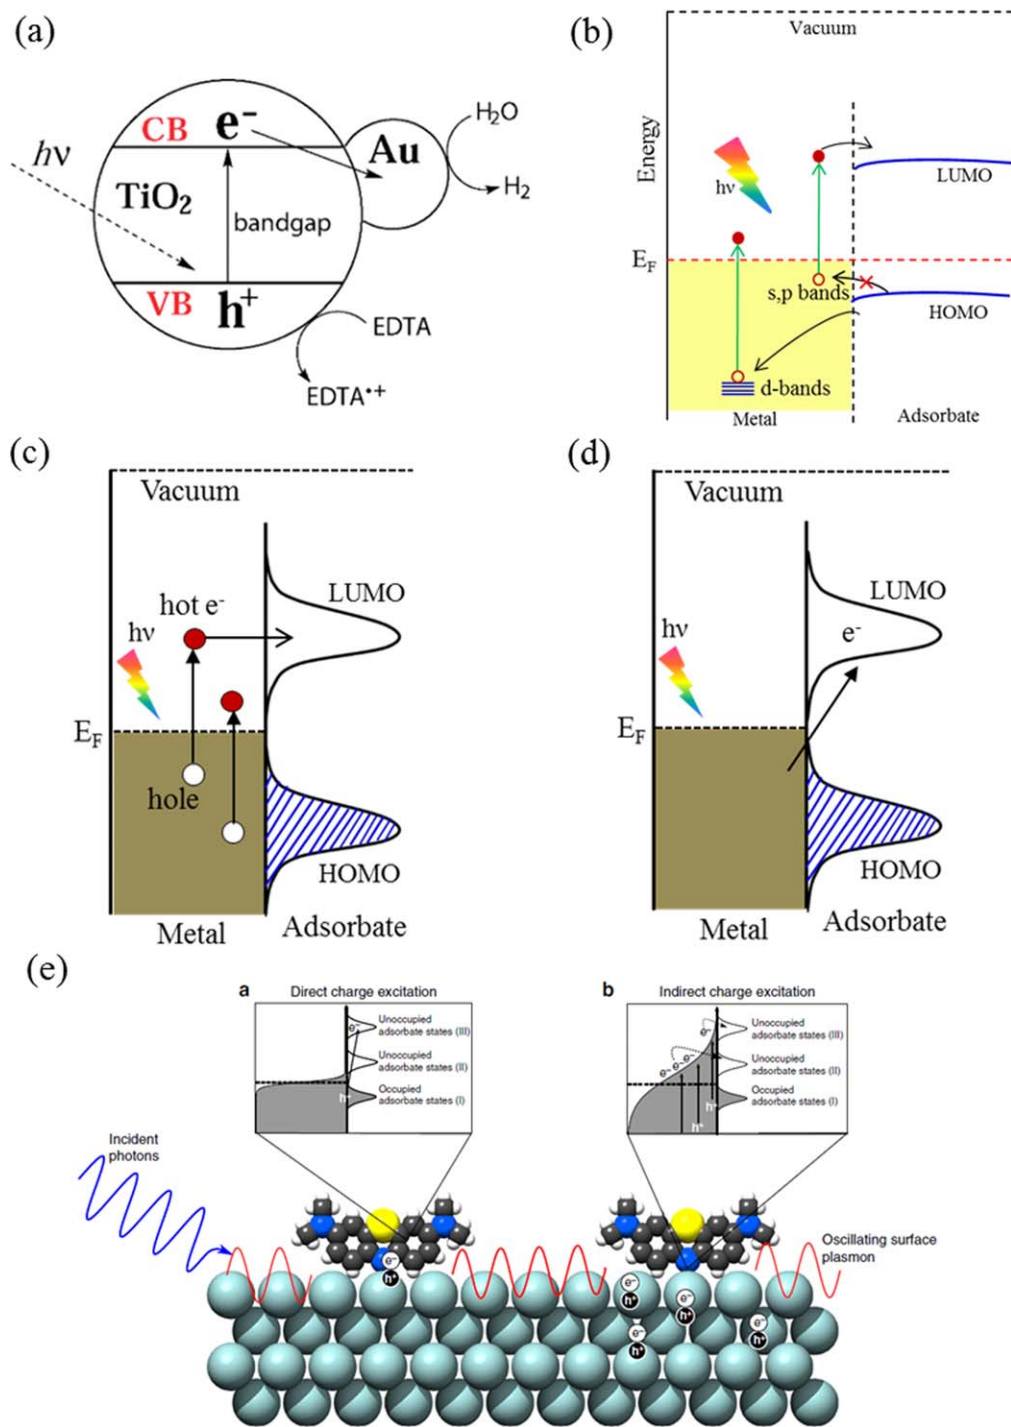 (a)
CB e⁻
hν
TiO₂
bandgap
VB h⁺
Au
H₂O
H₂
EDTA
EDTA•+
(b)
Vacuum
Energy
hν
LUMO
E_F
s,p bands
HOMO
d-bands
Metal
Adsorbate
(c)
Vacuum
LUMO
hot e⁻
hν
E_F
hole
HOMO
Metal
Adsorbate
(d)
Vacuum
LUMO
hν
e⁻
E_F
HOMO
Metal
Adsorbate
(e)
a
Direct charge excitation
e⁻
Unoccupied
adsorbate states (III)
Unoccupied
adsorbate states (II)
Occupied
adsorbate states (I)
h⁺
b
Indirect charge excitation
e⁻
Unoccupied
adsorbate states (III)
e⁻ e⁻ e⁻
Unoccupied
adsorbate states (II)
Occupied
adsorbate states (I)
h⁺
h⁺
Incident
photons
Oscillating surface
plasmon
e⁻
h⁺
e⁻
h⁺
e⁻
h⁺
e⁻
h⁺
e⁻
h⁺